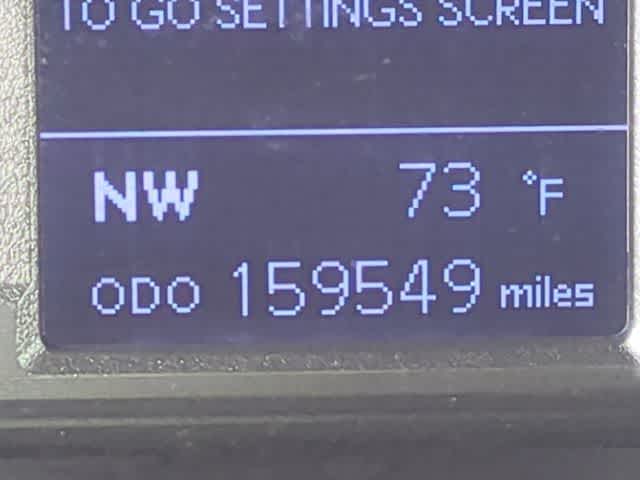 TO GO SETTINGS SCREEN
NW 73 °F
ODO 159549 miles